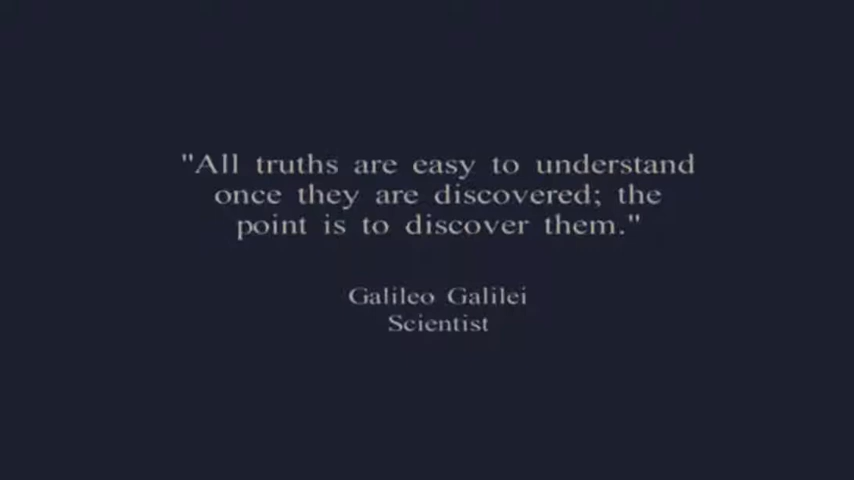 "All truths are easy to understand
once they are discovered; the
point is to discover them."
Galileo Galilei
Scientist